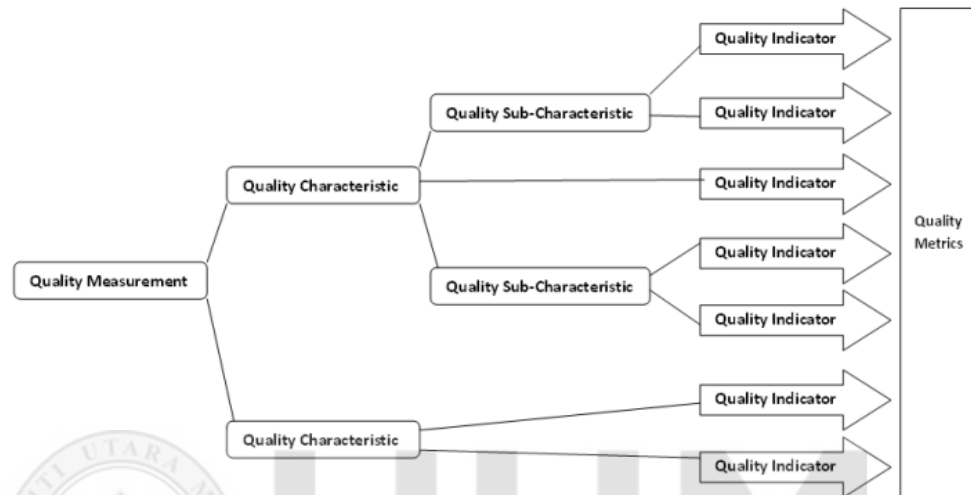 Quality Indicator
Quality Sub-Characteristic
Quality Indicator
Quality Characteristic
Quality Indicator
Quality Metrics
Quality Measurement
Quality Sub-Characteristic
Quality Indicator
Quality Indicator
Quality Characteristic
Quality Indicator
Quality Indicator
UTARA